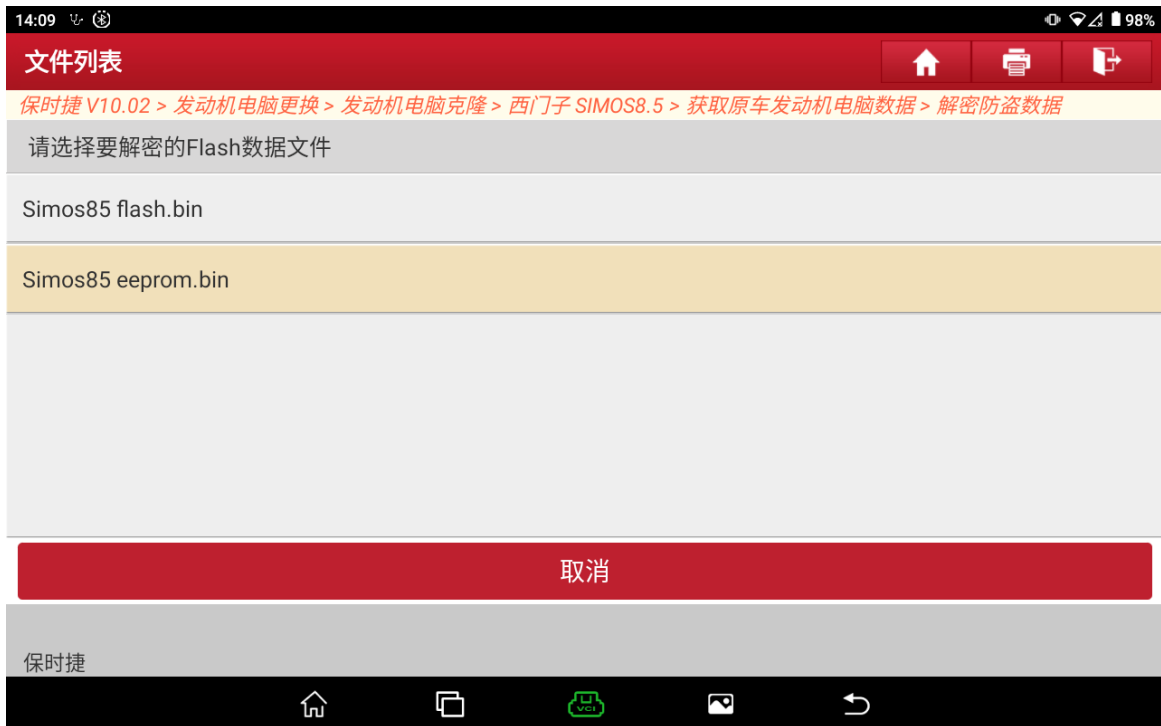 14:09
98%
文件列表
保时捷 V10.02 > 发动机电脑更换 > 发动机电脑克隆 > 西门子 SIMOS8.5 > 获取原车发动机电脑数据 > 解密防盗数据
请选择要解密的Flash数据文件
Simos85 flash.bin
Simos85 eeprom.bin
取消
保时捷
VCI